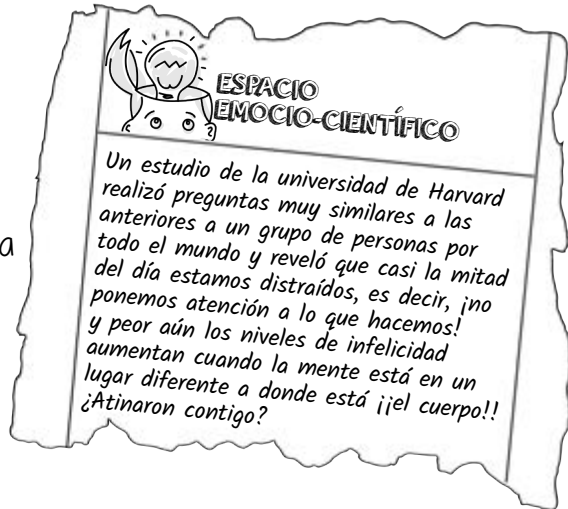 ESPACIO
EMOCIO-CIENTÍFICO
Un estudio de la universidad de Harvard
realizó preguntas muy similares a las
anteriores a un grupo de personas por
todo el mundo y reveló que casi la mitad
del día estamos distraídos, es decir, ¡no
ponemos atención a lo que hacemos!
y peor aún los niveles de infelicidad
aumentan cuando la mente está en un
lugar diferente a donde está ¡¡el cuerpo!!
¿Atinaron contigo?
a